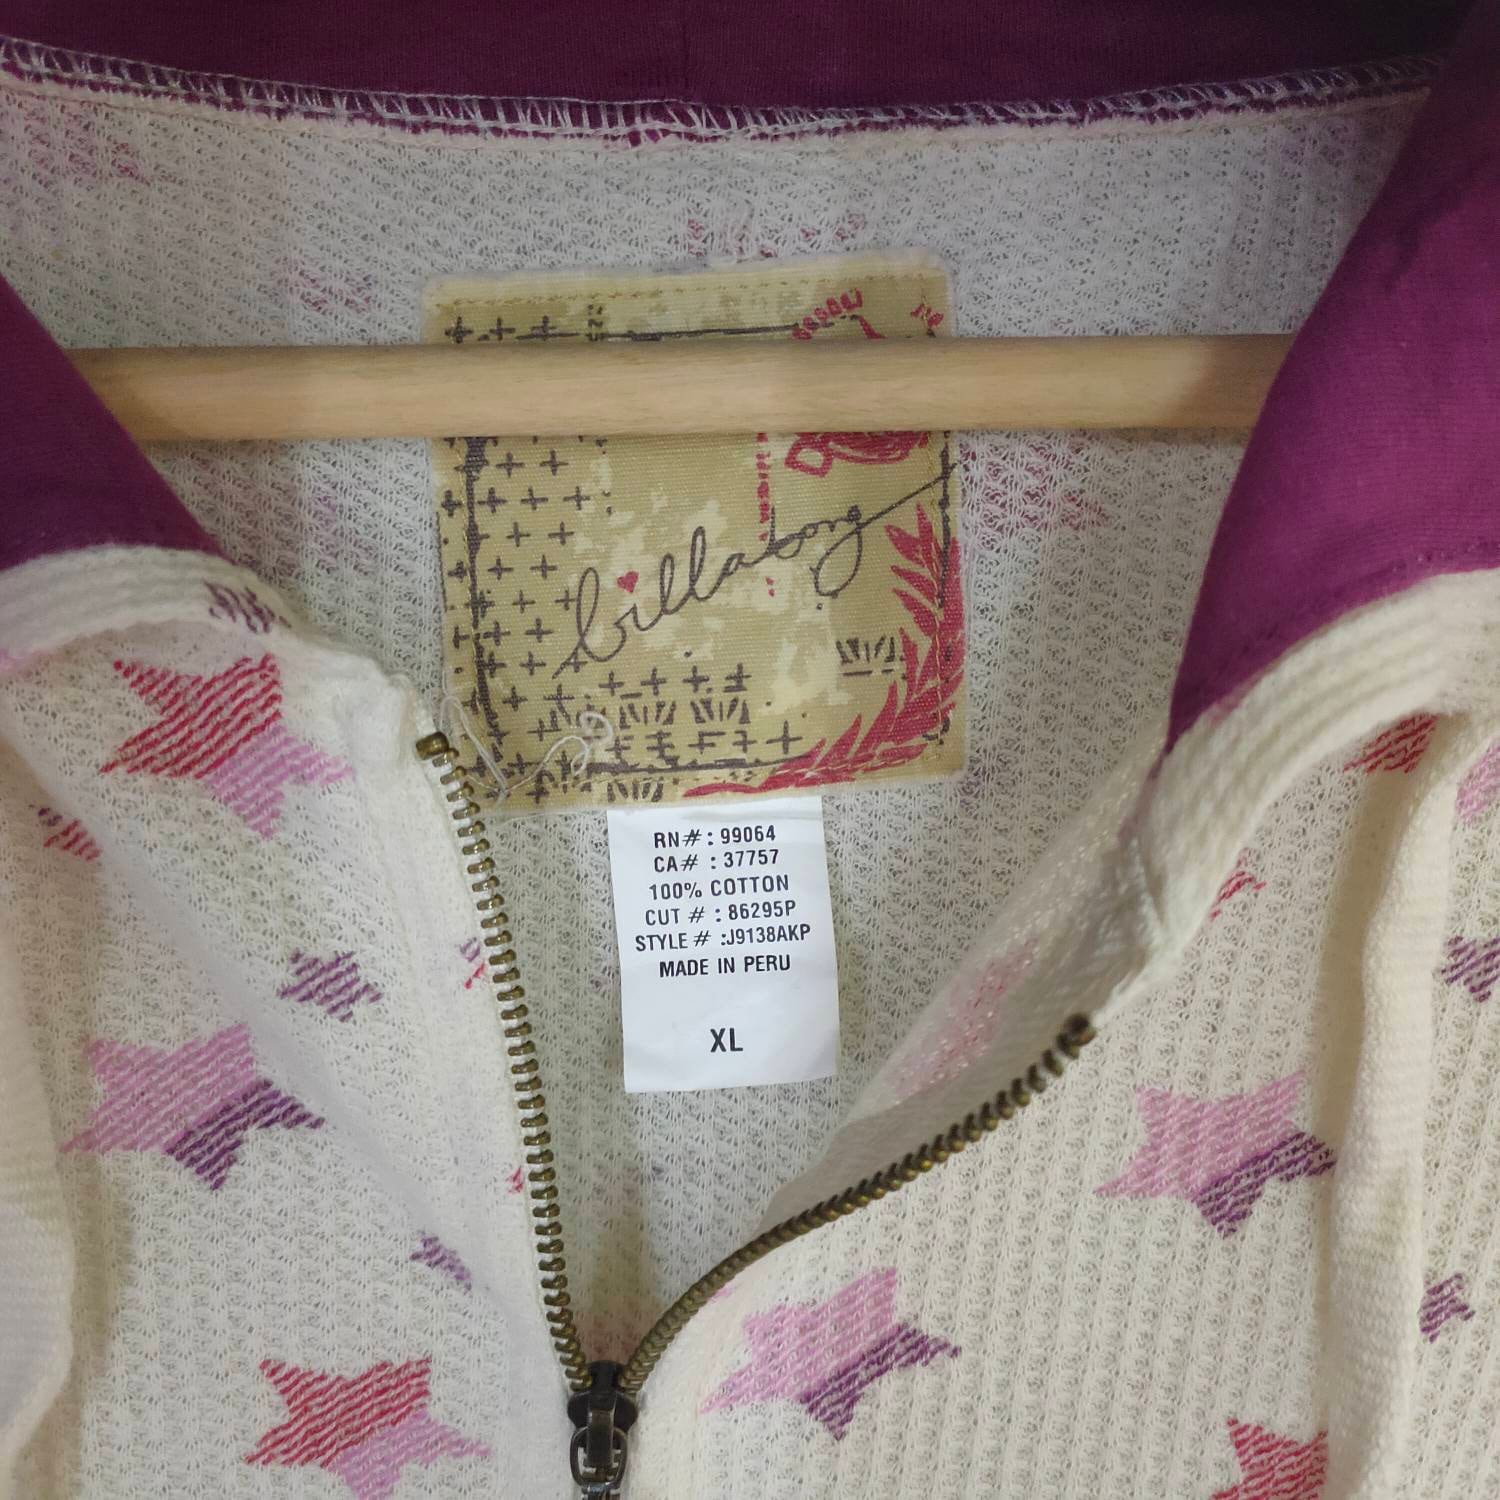 billabong
RN# : 99064
CA# : 37757
100% COTTON
CUT # : 86295P
STYLE # :J9138AKP
MADE IN PERU
XL